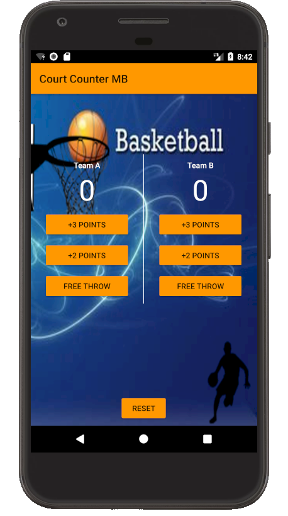 8:42
Court Counter MB
Basketball
Team A
Team B
0
0
+3 POINTS
+3 POINTS
+2 POINTS
+2 POINTS
FREE THROW
FREE THROW
RESET